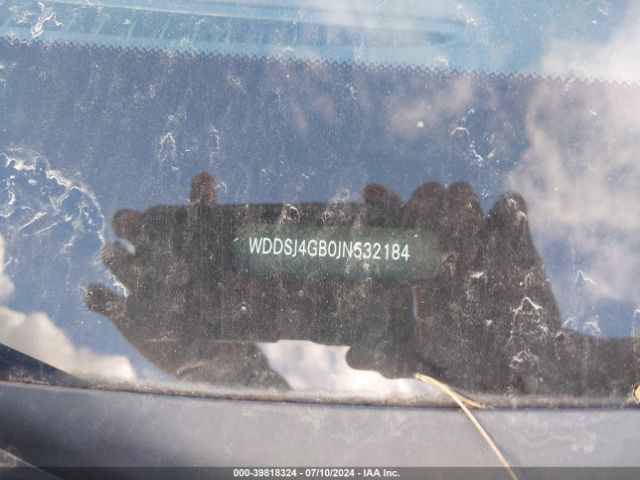 WDDSJ4GB0JN532184
000-39818324 / 07/10/2024 - IAA Inc.